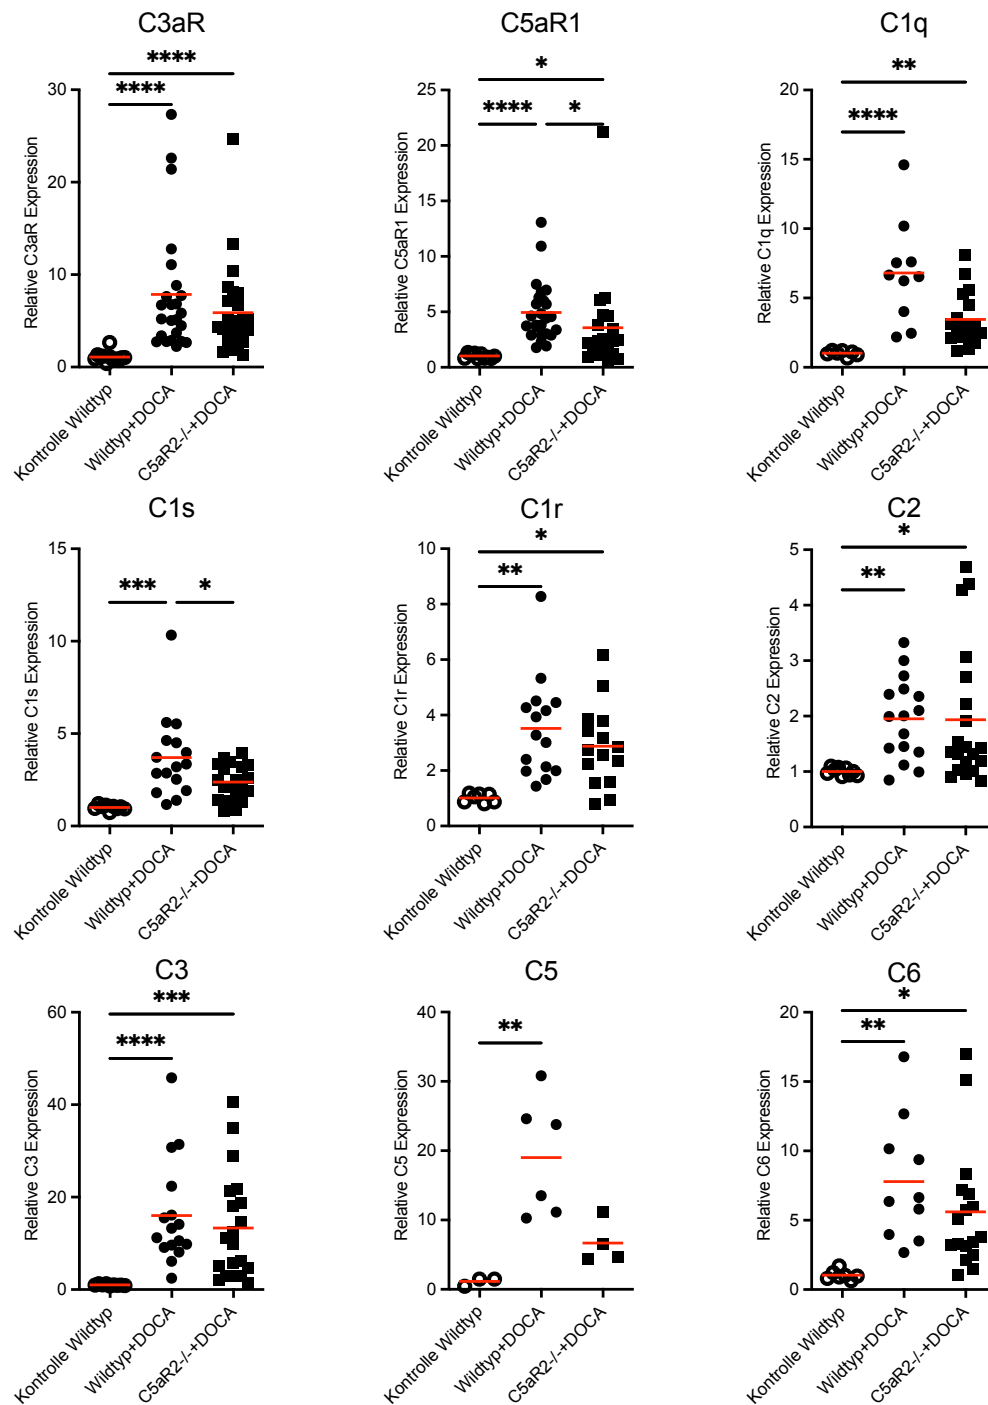 C3aR
****
****
30
20
10
0
Relative C3aR Expression
Kontrolle Wildtyp
Wildtyp+DOCA
C5aR2-/-+DOCA
C5aR1
*
****
*
25
20
15
10
5
0
Relative C5aR1 Expression
Kontrolle Wildtyp
Wildtyp+DOCA
C5aR2-/-+DOCA
C1q
**
****
20
15
10
5
0
Relative C1q Expression
Kontrolle Wildtyp
Wildtyp+DOCA
C5aR2-/-+DOCA
C1s
***
*
15
10
5
0
Relative C1s Expression
Kontrolle Wildtyp
Wildtyp+DOCA
C5aR2-/-+DOCA
C1r
*
**
10
8
6
4
2
0
Relative C1r Expression
Kontrolle Wildtyp
Wildtyp+DOCA
C5aR2-/-+DOCA
C2
*
**
5
4
3
2
1
0
Relative C2 Expression
Kontrolle Wildtyp
Wildtyp+DOCA
C5aR2-/-+DOCA
C3
***
****
60
40
20
0
Relative C3 Expression
Kontrolle Wildtyp
Wildtyp+DOCA
C5aR2-/-+DOCA
C5
**
40
30
20
10
0
Relative C5 Expression
Kontrolle Wildtyp
Wildtyp+DOCA
C5aR2-/-+DOCA
C6
*
**
20
15
10
5
0
Relative C6 Expression
Kontrolle Wildtyp
Wildtyp+DOCA
C5aR2-/-+DOCA